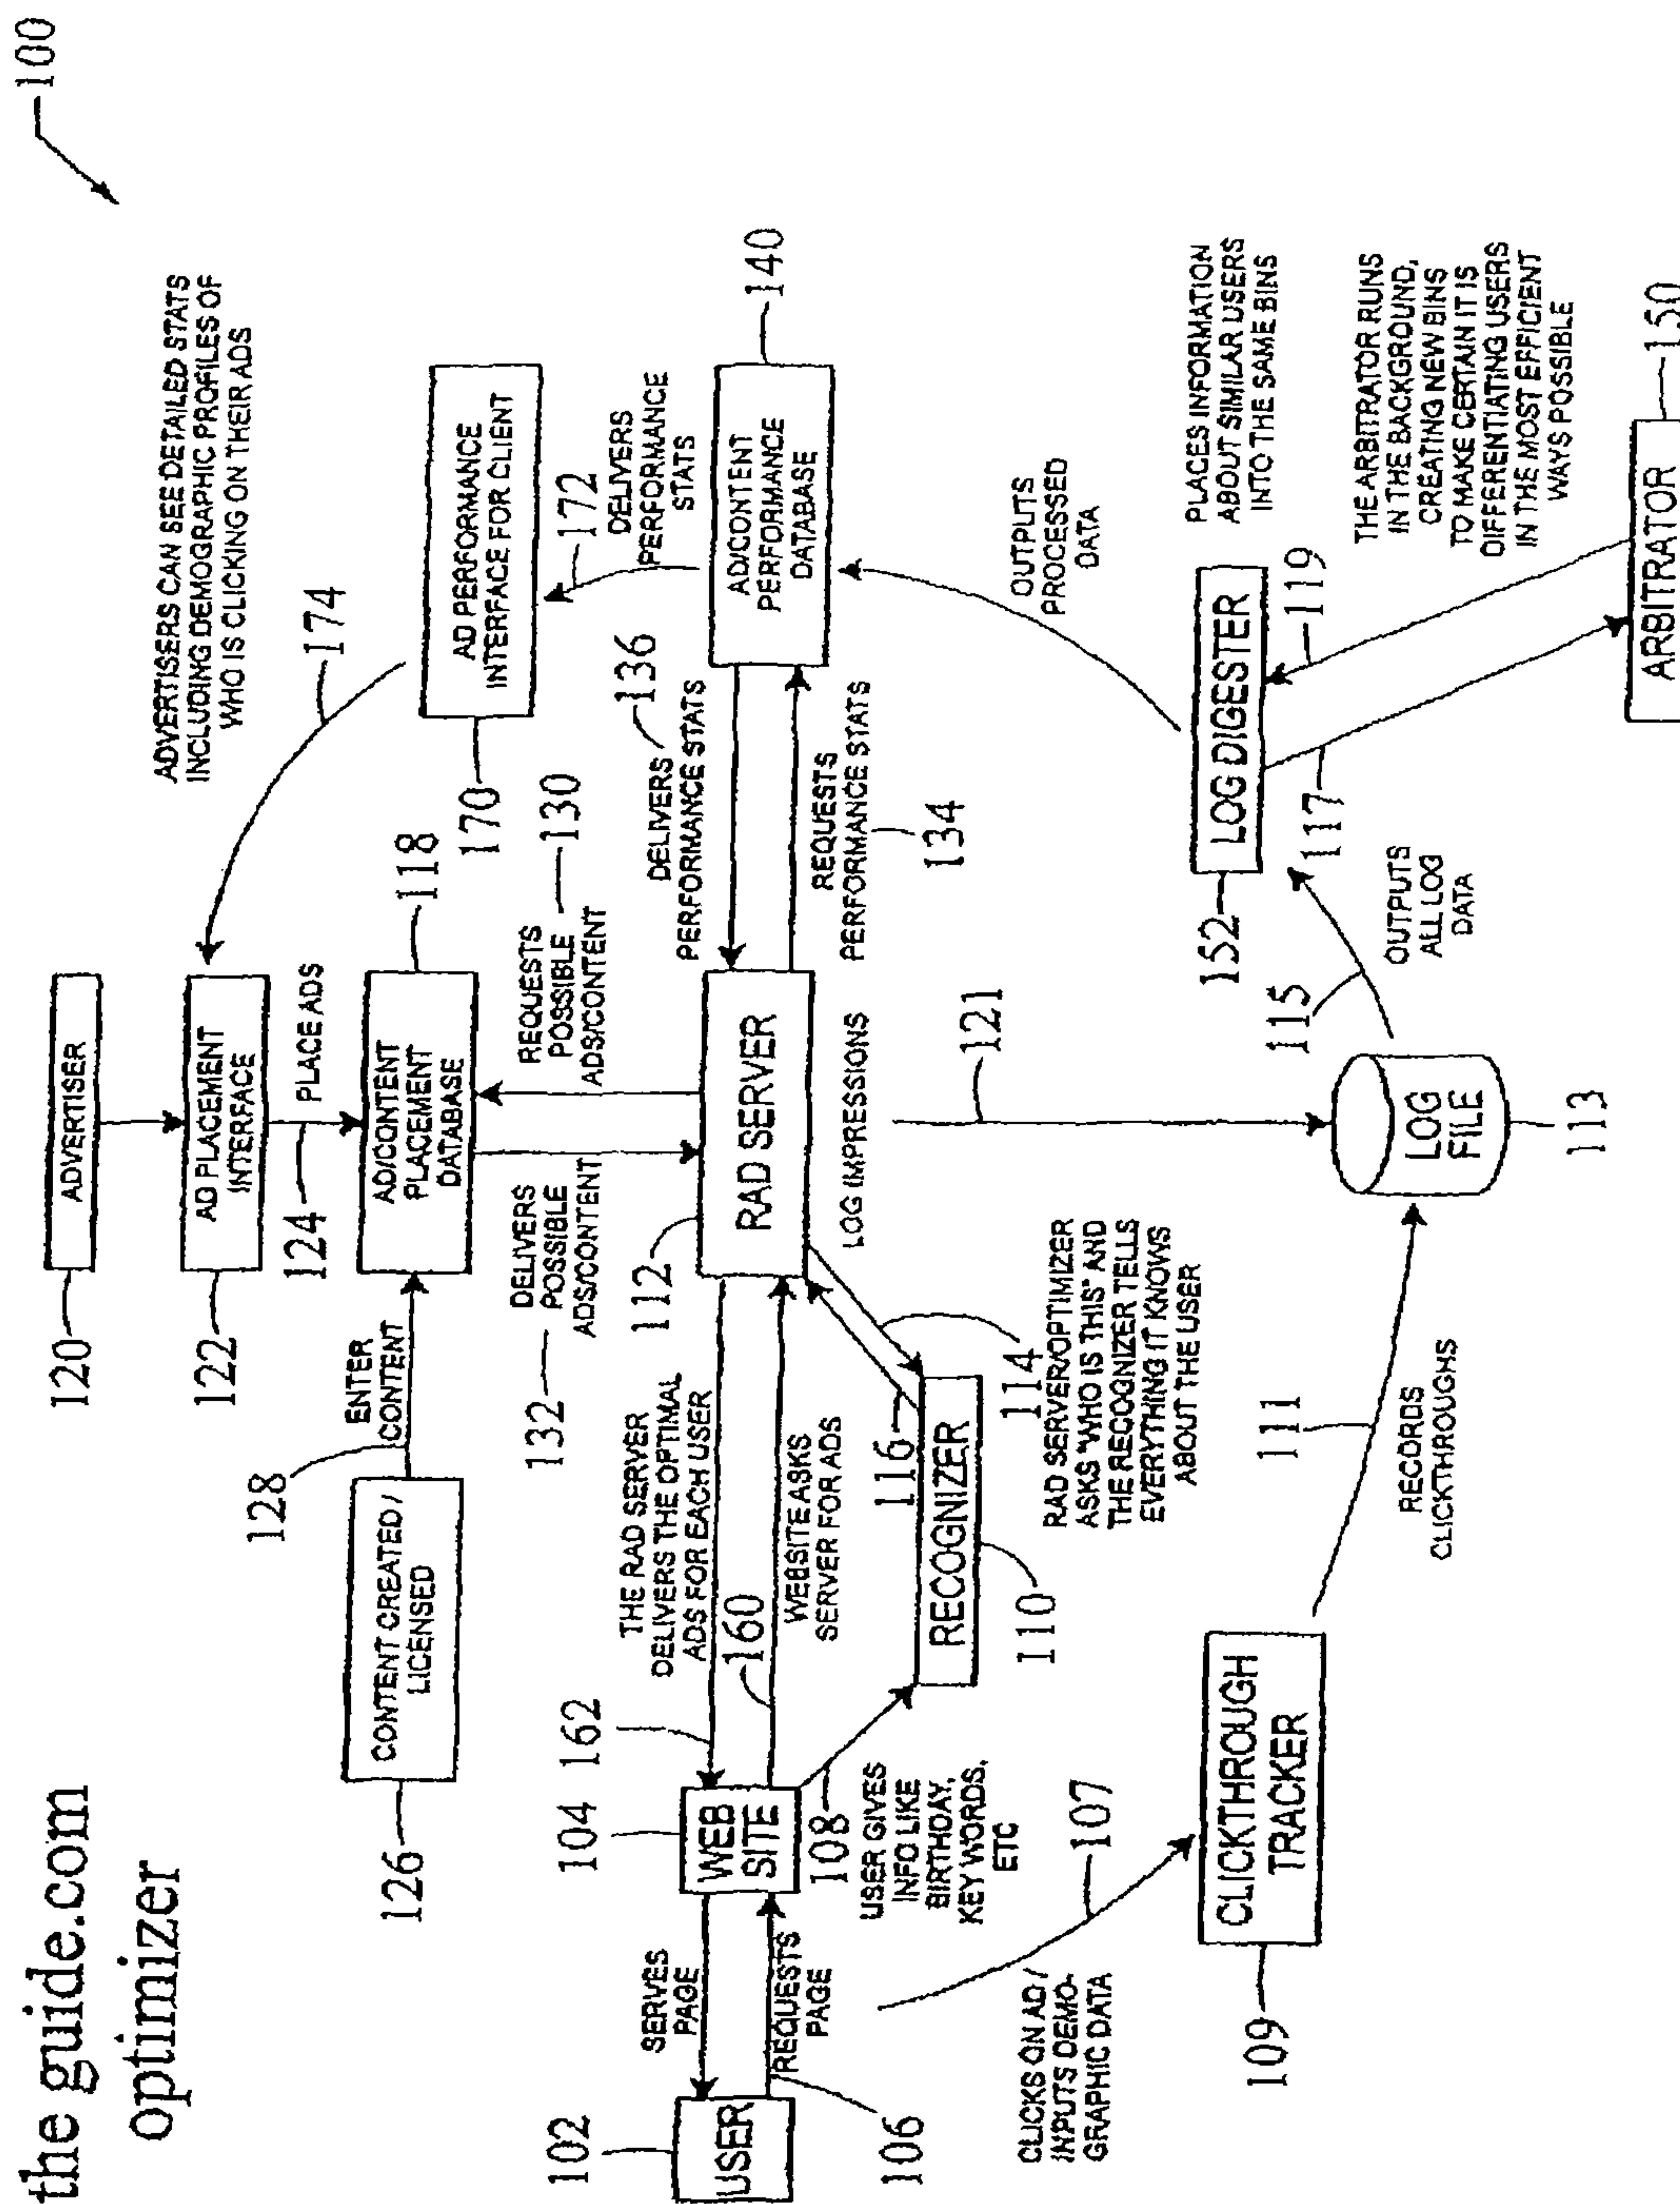 the guide.com
optimizer
100
ADVERTISERS CAN SEE DETAILED STATS
INCLUDING DEMOGRAPHIC PROFILES OF
WHO IS CLICKING ON THEIR ADS
174
120
ADVERTISER
122
AD PLACEMENT
INTERFACE
124
PLACE ADS
126
CONTENT CREATED /
LICENSED
128
ENTER
CONTENT
AD/CONTENT
PLACEMENT
DATABASE
118
170
AD PERFORMANCE
INTERFACE FOR CLIENT
172
DELIVERS
PERFORMANCE
STATS
132
DELIVERS
POSSIBLE
ADS/CONTENT
REQUESTS
POSSIBLE
ADS/CONTENT
130
102
USER
SERVES
PAGE
REQUESTS
PAGE
106
104
WEB
SITE
162
THE RAD SERVER
DELIVERS THE OPTIMAL
ADS FOR EACH USER
160
WEBSITE ASKS
SERVER FOR ADS
112
RAD SERVER
DELIVERS
PERFORMANCE STATS
136
REQUESTS
PERFORMANCE STATS
134
AD/CONTENT
PERFORMANCE
DATABASE
140
108
USER GIVES
INFO LIKE
BIRTHDAY,
KEY WORDS,
ETC
116
RECOGNIZER
110
114
RAD SERVER/OPTIMIZER
ASKS "WHO IS THIS" AND
THE RECOGNIZER TELLS
EVERYTHING IT KNOWS
ABOUT THE USER
LOG IMPRESSIONS
121
OUTPUTS
PROCESSED
DATA
CLICKS ON AD /
INPUTS DEMO-
GRAPHIC DATA
107
109
CLICKTHROUGH
TRACKER
111
RECORDS
CLICKTHROUGHS
LOG
FILE
113
115
OUTPUTS
ALL LOG
DATA
152
LOG DIGESTER
PLACES INFORMATION
ABOUT SIMILAR USERS
INTO THE SAME BINS
117
119
THE ARBITRATOR RUNS
IN THE BACKGROUND,
CREATING NEW BINS
TO MAKE CERTAIN IT IS
DIFFERENTIATING USERS
IN THE MOST EFFICIENT
WAYS POSSIBLE
ARBITRATOR
150